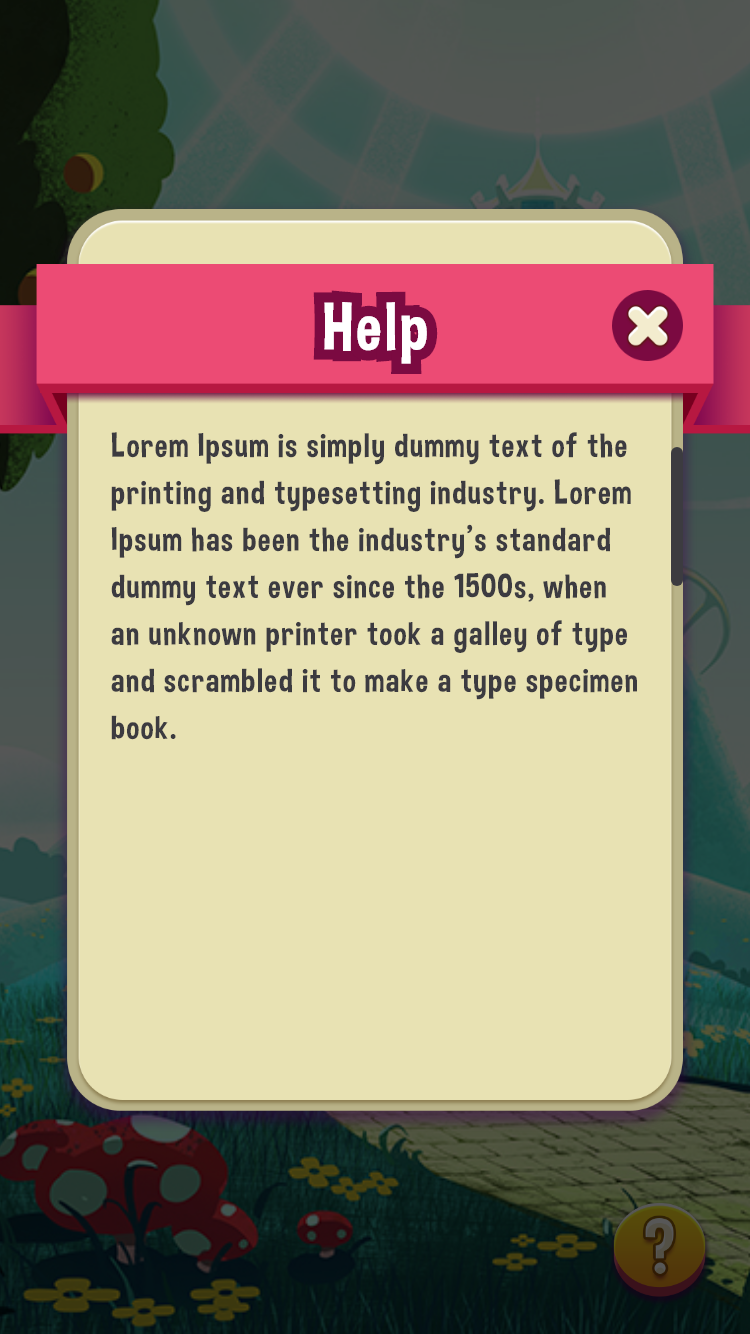 Help
Lorem Ipsum is simply dummy text of the
printing and typesetting industry. Lorem
Ipsum has been the industry’s standard
dummy text ever since the 1500s, when
an unknown printer took a galley of type
and scrambled it to make a type specimen
book.
?